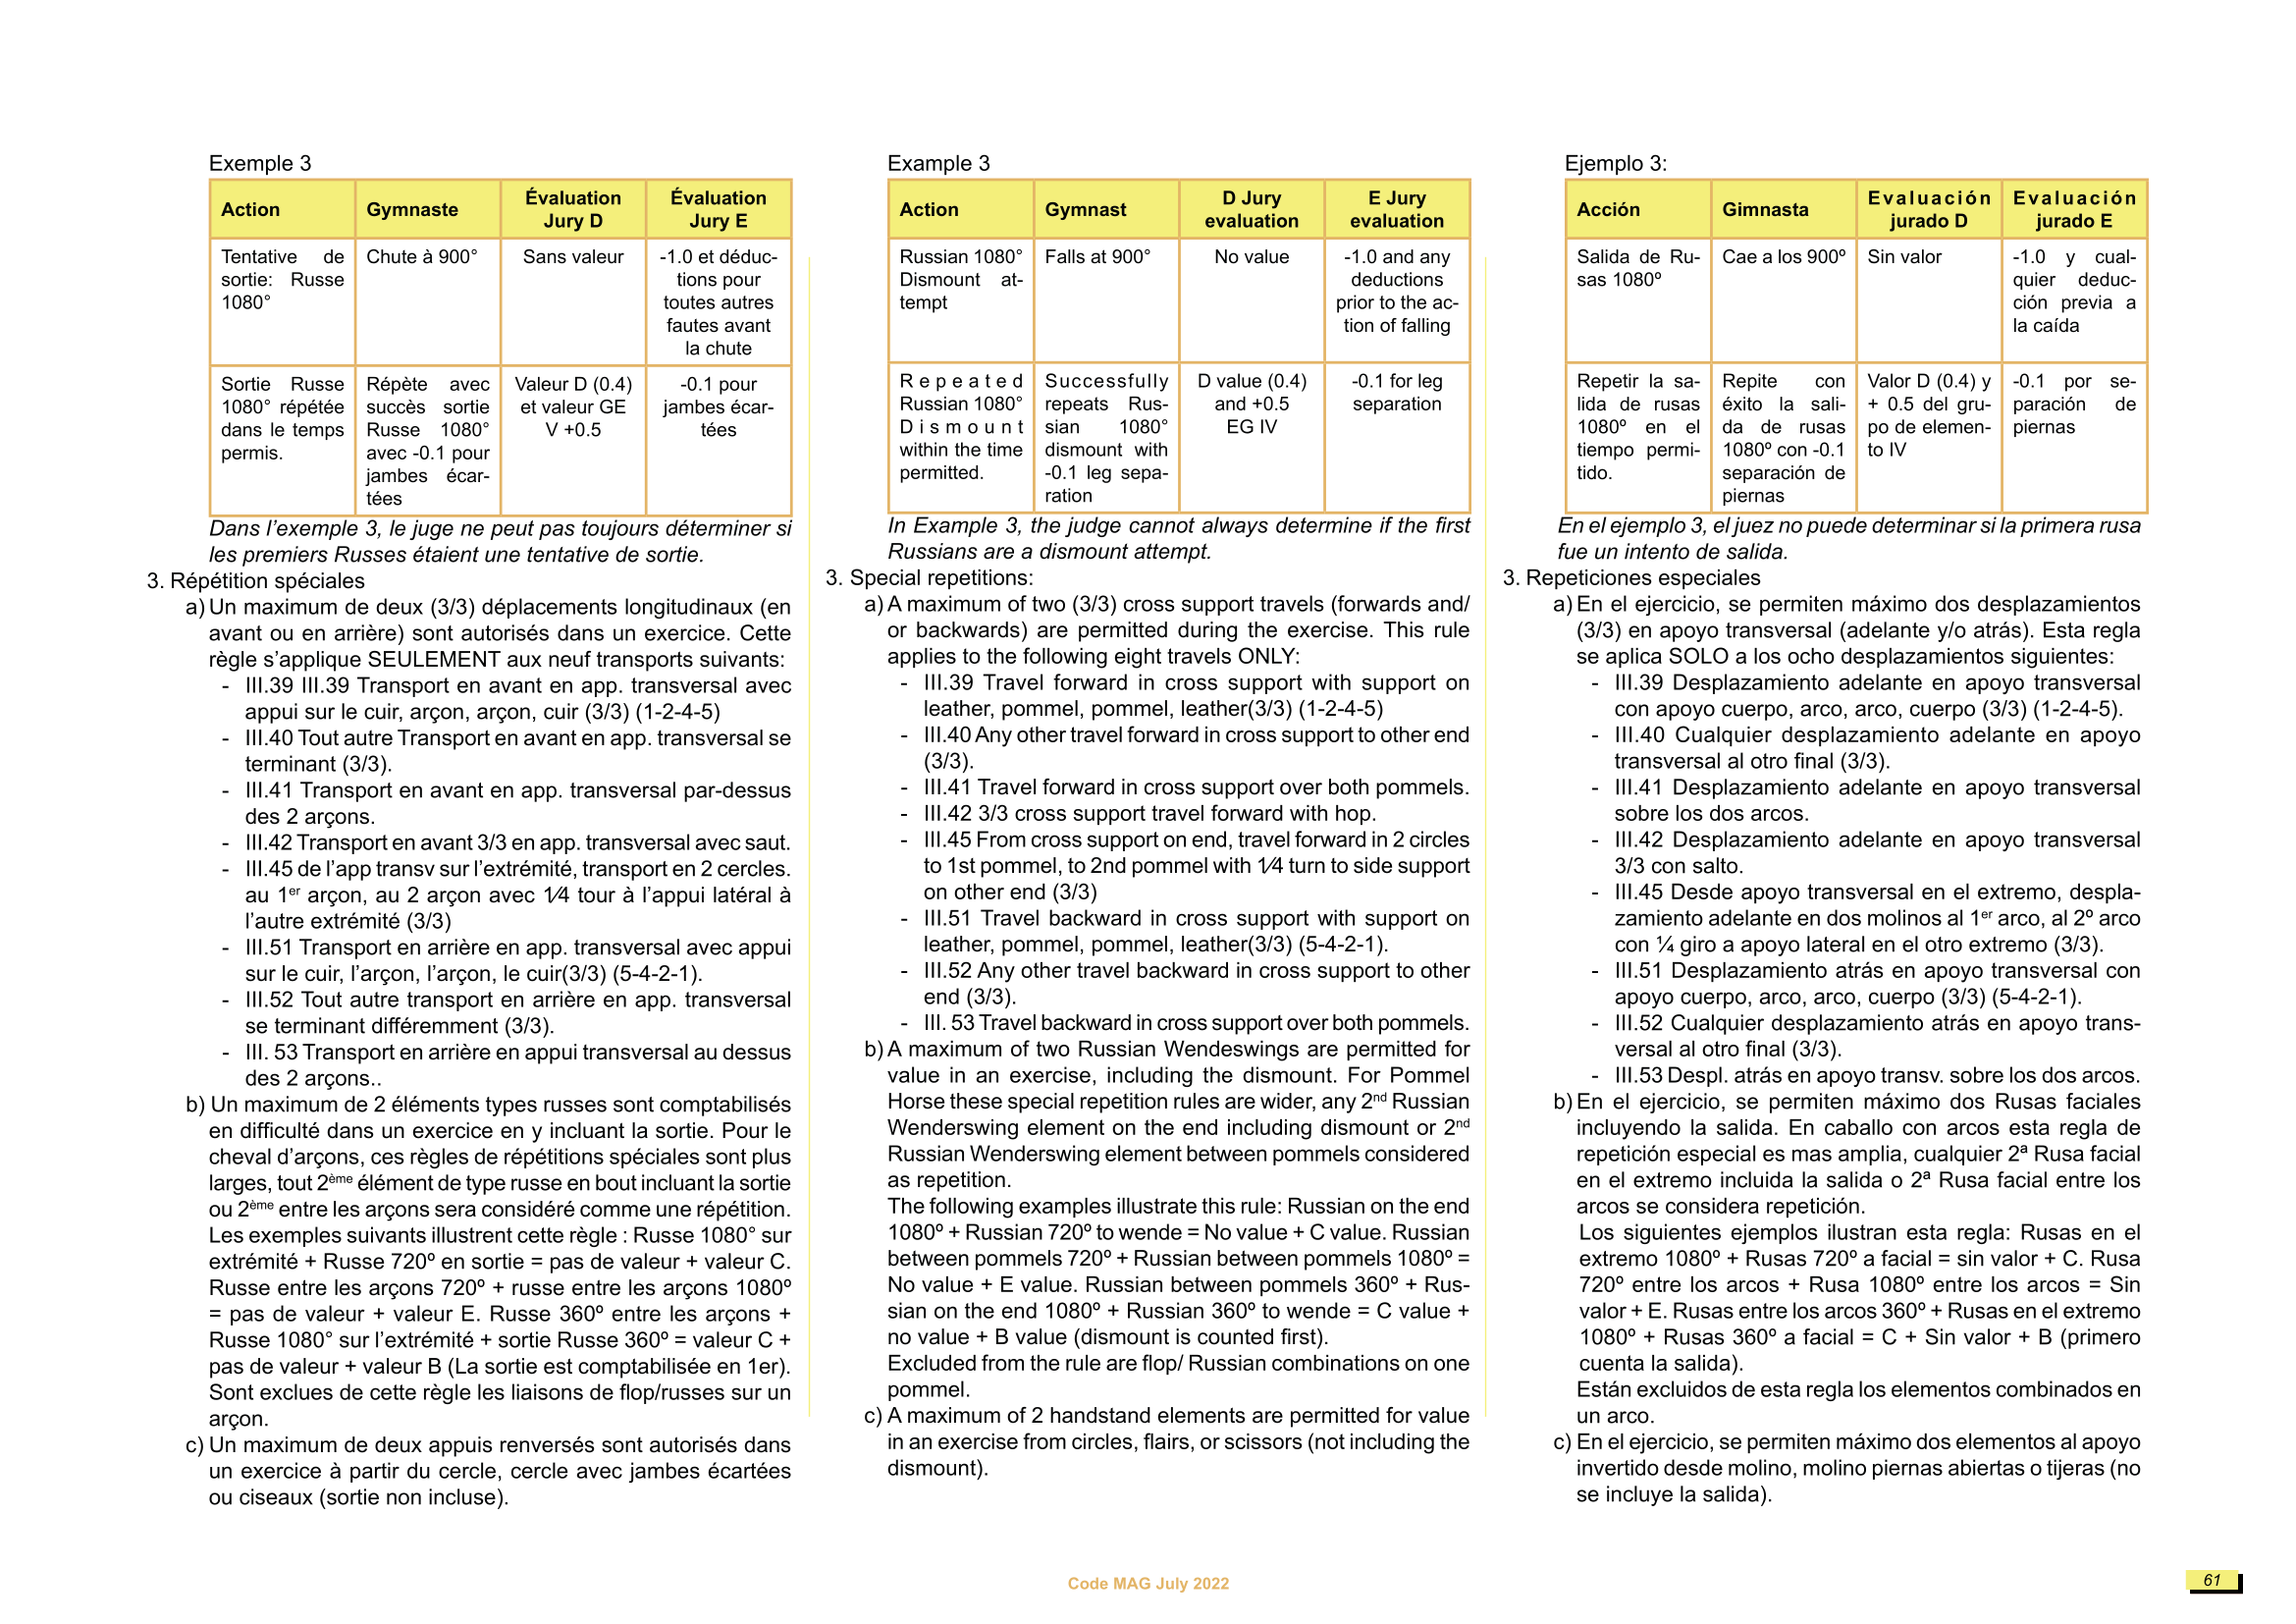 Exemple 3
Action
Gymnaste
Évaluation
Jury D
Évaluation
Jury E
Tentative de
sortie: Russe
1080°
Chute à 900°
Sans valeur
-1.0 et déduc-
tions pour
toutes autres
fautes avant
la chute
Sortie Russe
1080° répétée
dans le temps
permis.
Répète avec
succès sortie
Russe 1080°
avec -0.1 pour
jambes écar-
tées
Valeur D (0.4)
et valeur GE
V +0.5
-0.1 pour
jambes écar-
tées
Dans l’exemple 3, le juge ne peut pas toujours déterminer si
les premiers Russes étaient une tentative de sortie.
3. Répétition spéciales
a) Un maximum de deux (3/3) déplacements longitudinaux (en
avant ou en arrière) sont autorisés dans un exercice. Cette
règle s’applique SEULEMENT aux neuf transports suivants:
- III.39 III.39 Transport en avant en app. transversal avec
appui sur le cuir, arçon, arçon, cuir (3/3) (1-2-4-5)
- III.40 Tout autre Transport en avant en app. transversal se
terminant (3/3).
- III.41 Transport en avant en app. transversal par-dessus
des 2 arçons.
- III.42 Transport en avant 3/3 en app. transversal avec saut.
- III.45 de l’app transv sur l’extrémité, transport en 2 cercles.
au 1er arçon, au 2 arçon avec 1⁄4 tour à l’appui latéral à
l’autre extrémité (3/3)
- III.51 Transport en arrière en app. transversal avec appui
sur le cuir, l’arçon, l’arçon, le cuir(3/3) (5-4-2-1).
- III.52 Tout autre transport en arrière en app. transversal
se terminant différemment (3/3).
- III. 53 Transport en arrière en appui transversal au dessus
des 2 arçons..
b) Un maximum de 2 éléments types russes sont comptabilisés
en difficulté dans un exercice en y incluant la sortie. Pour le
cheval d’arçons, ces règles de répétitions spéciales sont plus
larges, tout 2ème élément de type russe en bout incluant la sortie
ou 2ème entre les arçons sera considéré comme une répétition.
Les exemples suivants illustrent cette règle : Russe 1080° sur
extrémité + Russe 720º en sortie = pas de valeur + valeur C.
Russe entre les arçons 720º + russe entre les arçons 1080º
= pas de valeur + valeur E. Russe 360º entre les arçons +
Russe 1080° sur l’extrémité + sortie Russe 360º = valeur C +
pas de valeur + valeur B (La sortie est comptabilisée en 1er).
Sont exclues de cette règle les liaisons de flop/russes sur un
arçon.
c) Un maximum de deux appuis renversés sont autorisés dans
un exercice à partir du cercle, cercle avec jambes écartées
ou ciseaux (sortie non incluse).
Example 3
Action
Gymnast
D Jury
evaluation
E Jury
evaluation
Russian 1080°
Dismount at-
tempt
Falls at 900°
No value
-1.0 and any
deductions
prior to the ac-
tion of falling
Repeated
Russian 1080°
Dismount
within the time
permitted.
Successfully
repeats Rus-
sian 1080°
dismount with
-0.1 leg sepa-
ration
D value (0.4)
and +0.5
EG IV
-0.1 for leg
separation
In Example 3, the judge cannot always determine if the first
Russians are a dismount attempt.
3. Special repetitions:
a) A maximum of two (3/3) cross support travels (forwards and/
or backwards) are permitted during the exercise. This rule
applies to the following eight travels ONLY:
- III.39 Travel forward in cross support with support on
leather, pommel, pommel, leather(3/3) (1-2-4-5)
- III.40 Any other travel forward in cross support to other end
(3/3).
- III.41 Travel forward in cross support over both pommels.
- III.42 3/3 cross support travel forward with hop.
- III.45 From cross support on end, travel forward in 2 circles
to 1st pommel, to 2nd pommel with 1⁄4 turn to side support
on other end (3/3)
- III.51 Travel backward in cross support with support on
leather, pommel, pommel, leather(3/3) (5-4-2-1).
- III.52 Any other travel backward in cross support to other
end (3/3).
- III. 53 Travel backward in cross support over both pommels.
b) A maximum of two Russian Wendeswings are permitted for
value in an exercise, including the dismount. For Pommel
Horse these special repetition rules are wider, any 2nd Russian
Wenderswing element on the end including dismount or 2nd
Russian Wenderswing element between pommels considered
as repetition.
The following examples illustrate this rule: Russian on the end
1080º + Russian 720º to wende = No value + C value. Russian
between pommels 720º + Russian between pommels 1080º =
No value + E value. Russian between pommels 360º + Rus-
sian on the end 1080º + Russian 360º to wende = C value +
no value + B value (dismount is counted first).
Excluded from the rule are flop/ Russian combinations on one
pommel.
c) A maximum of 2 handstand elements are permitted for value
in an exercise from circles, flairs, or scissors (not including the
dismount).
Ejemplo 3:
Acción
Gimnasta
Evaluación
jurado D
Evaluación
jurado E
Salida de Ru-
sas 1080º
Cae a los 900º
Sin valor
-1.0 y cual-
quier deduc-
ción previa a
la caída
Repetir la sa-
lida de rusas
1080º en el
tiempo permi-
tido.
Repite con
éxito la sali-
da de rusas
1080º con -0.1
separación de
piernas
Valor D (0.4) y
+ 0.5 del gru-
po de elemen-
to IV
-0.1 por se-
paración de
piernas
En el ejemplo 3, el juez no puede determinar si la primera rusa
fue un intento de salida.
3. Repeticiones especiales
a) En el ejercicio, se permiten máximo dos desplazamientos
(3/3) en apoyo transversal (adelante y/o atrás). Esta regla
se aplica SOLO a los ocho desplazamientos siguientes:
- III.39 Desplazamiento adelante en apoyo transversal
con apoyo cuerpo, arco, arco, cuerpo (3/3) (1-2-4-5).
- III.40 Cualquier desplazamiento adelante en apoyo
transversal al otro final (3/3).
- III.41 Desplazamiento adelante en apoyo transversal
sobre los dos arcos.
- III.42 Desplazamiento adelante en apoyo transversal
3/3 con salto.
- III.45 Desde apoyo transversal en el extremo, despla-
zamiento adelante en dos molinos al 1er arco, al 2º arco
con ¼ giro a apoyo lateral en el otro extremo (3/3).
- III.51 Desplazamiento atrás en apoyo transversal con
apoyo cuerpo, arco, arco, cuerpo (3/3) (5-4-2-1).
- III.52 Cualquier desplazamiento atrás en apoyo trans-
versal al otro final (3/3).
- III.53 Despl. atrás en apoyo transv. sobre los dos arcos.
b) En el ejercicio, se permiten máximo dos Rusas faciales
incluyendo la salida. En caballo con arcos esta regla de
repetición especial es mas amplia, cualquier 2ª Rusa facial
en el extremo incluida la salida o 2ª Rusa facial entre los
arcos se considera repetición.
Los siguientes ejemplos ilustran esta regla: Rusas en el
extremo 1080º + Rusas 720º a facial = sin valor + C. Rusa
720º entre los arcos + Rusa 1080º entre los arcos = Sin
valor + E. Rusas entre los arcos 360º + Rusas en el extremo
1080º + Rusas 360º a facial = C + Sin valor + B (primero
cuenta la salida).
Están excluidos de esta regla los elementos combinados en
un arco.
c) En el ejercicio, se permiten máximo dos elementos al apoyo
invertido desde molino, molino piernas abiertas o tijeras (no
se incluye la salida).
Code MAG July 2022
61